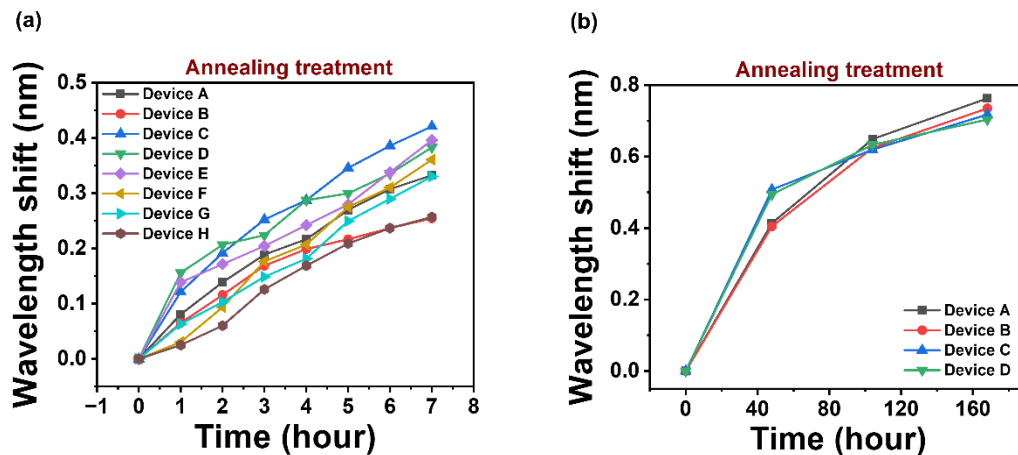 (a)
Annealing treatment
Wavelength shift (nm)
0.5
0.4
0.3
0.2
0.1
0.0
Device A
Device B
Device C
Device D
Device E
Device F
Device G
Device H
−1 0 1 2 3 4 5 6 7 8
Time (hour)
(b)
Annealing treatment
Wavelength shift (nm)
0.8
0.6
0.4
0.2
0.0
Device A
Device B
Device C
Device D
0 40 80 120 160
Time (hour)